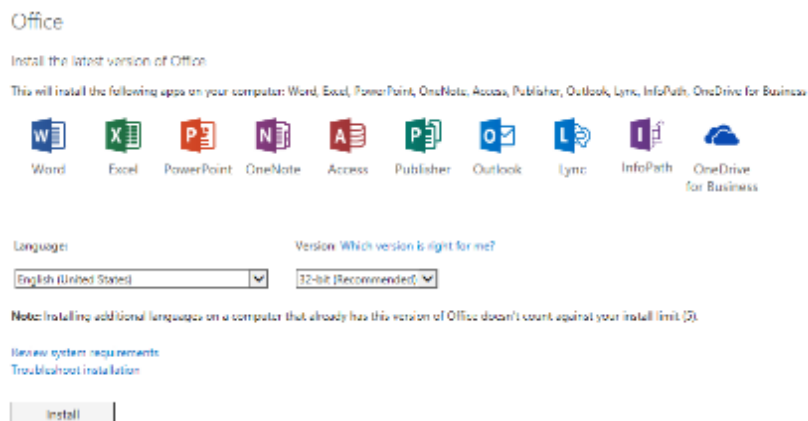 Office
Install the latest version of Office
This will install the following apps on your computer: Word, Excel, PowerPoint, OneNote, Access, Publisher, Outlook, Lync, InfoPath, OneDrive for Business
Word Excel PowerPoint OneNote Access Publisher Outlook Lync InfoPath OneDrive
for Business
Language: Version: Which version is right for me?
English (United States) 32-bit (Recommended)
Note: Installing additional languages on a computer that already has this version of Office doesn't count against your install limit (5).
Review system requirements
Troubleshoot installation
Install